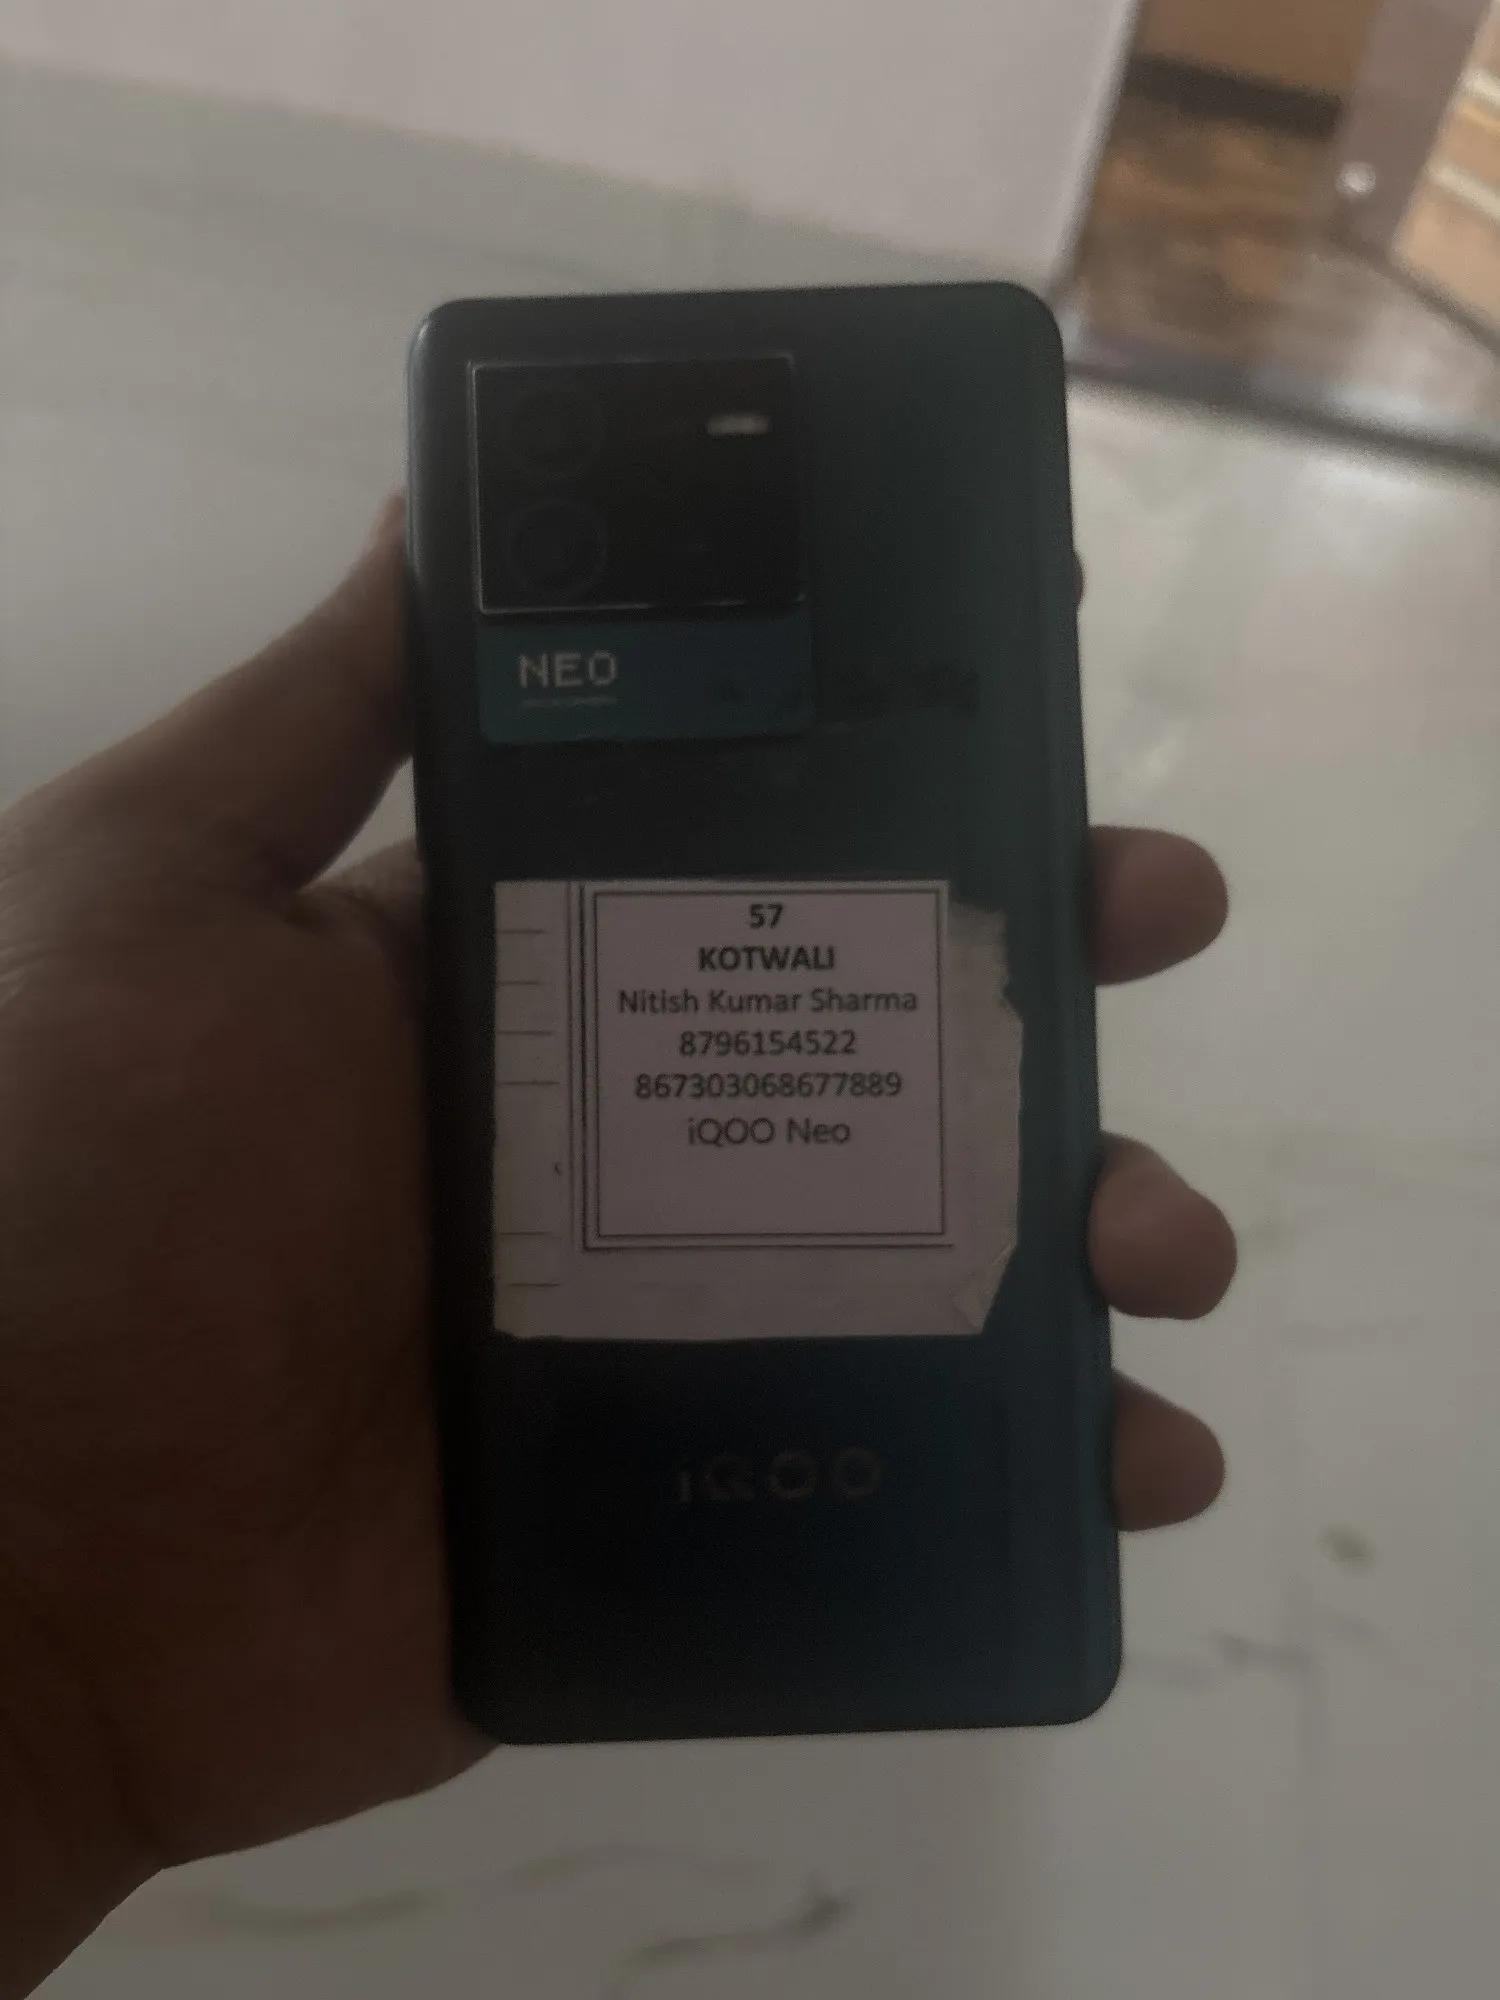 NEO
57
KOTWALI
Nitish Kumar Sharma
8796154522
867303068677889
iQOO Neo
iQOO